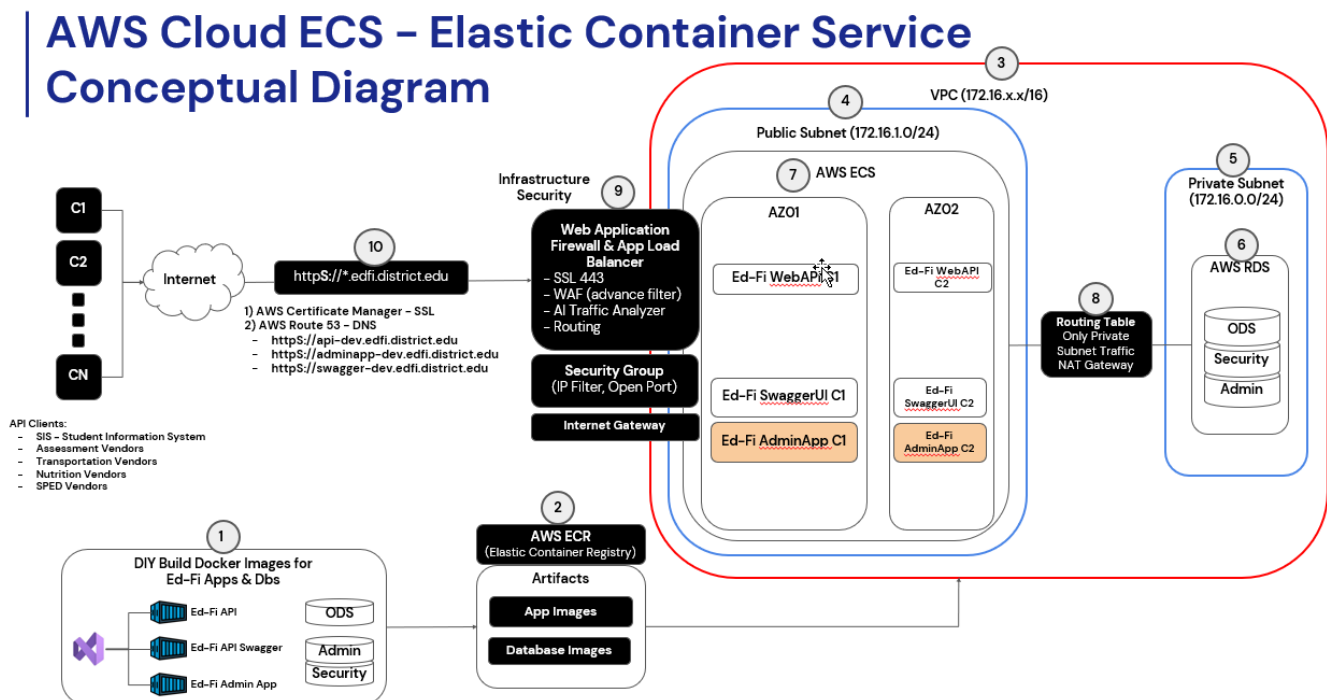 AWS Cloud ECS - Elastic Container Service
Conceptual Diagram
3
VPC (172.16.x.x/16)
4
Public Subnet (172.16.1.0/24)
5
Private Subnet
(172.16.0.0/24)
7
AWS ECS
6
AWS RDS
ODS
Security
Admin
C1
C2
CN
Internet
10
httpS://*.edfi.district.edu
1) AWS Certificate Manager - SSL
2) AWS Route 53 - DNS
- httpS://api-dev.edfi.district.edu
- httpS://adminapp-dev.edfi.district.edu
- httpS://swagger-dev.edfi.district.edu
Infrastructure
Security
9
Web Application
Firewall & App Load
Balancer
- SSL 443
- WAF (advance filter)
- AI Traffic Analyzer
- Routing
Security Group
(IP Filter, Open Port)
Internet Gateway
AZ01
Ed-Fi WebAPI C1
Ed-Fi SwaggerUI C1
Ed-Fi AdminApp C1
AZ02
Ed-Fi WebAPI
C2
Ed-Fi
SwaggerUI C2
Ed-Fi
AdminApp C2
8
Routing Table
Only Private
Subnet Traffic
NAT Gateway
API Clients:
- SIS - Student Information System
- Assessment Vendors
- Transportation Vendors
- Nutrition Vendors
- SPED Vendors
1
DIY Build Docker Images for
Ed-Fi Apps & Dbs
Ed-Fi API
Ed-Fi API Swagger
Ed-Fi Admin App
ODS
Admin
Security
2
AWS ECR
(Elastic Container Registry)
Artifacts
App Images
Database Images